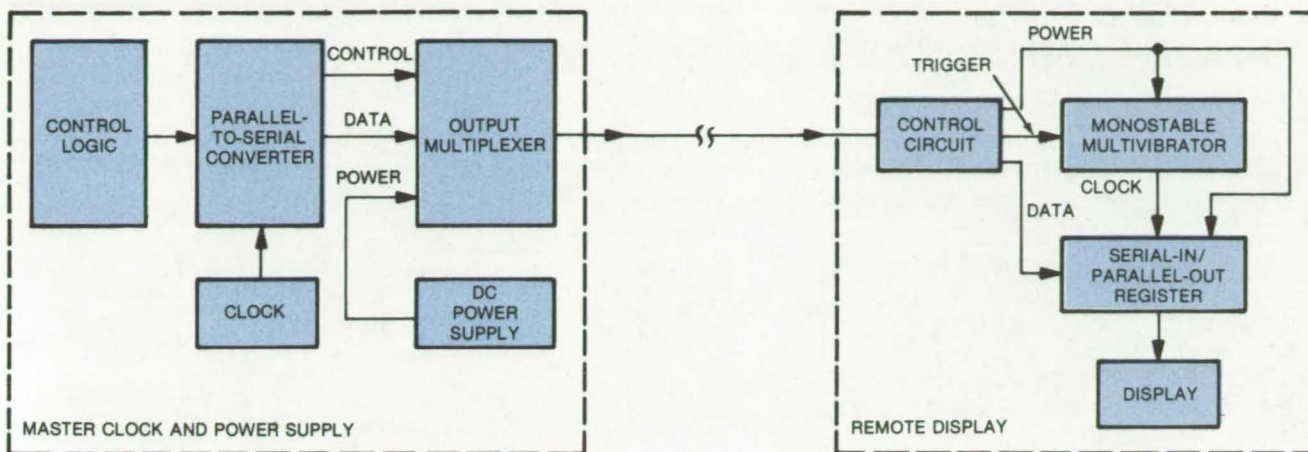 CONTROL
LOGIC
PARALLEL-
TO-SERIAL
CONVERTER
CLOCK
CONTROL
DATA
POWER
OUTPUT
MULTIPLEXER
DC
POWER
SUPPLY
MASTER CLOCK AND POWER SUPPLY
POWER
TRIGGER
CONTROL
CIRCUIT
MONOSTABLE
MULTIVIBRATOR
CLOCK
DATA
SERIAL-IN/
PARALLEL-OUT
REGISTER
DISPLAY
REMOTE DISPLAY